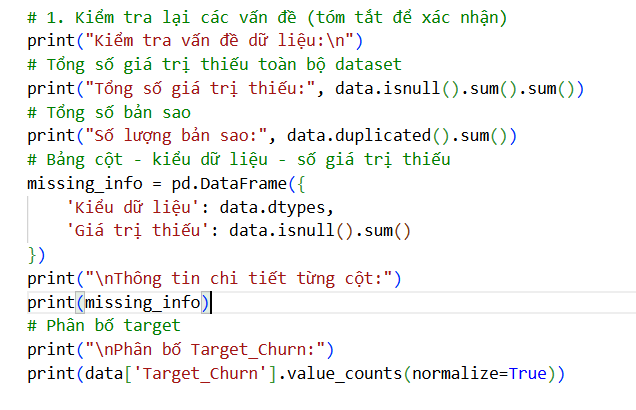 # 1. Kiểm tra lại các vấn đề (tóm tắt để xác nhận)
print("Kiểm tra vấn đề dữ liệu:\n")
# Tổng số giá trị thiếu toàn bộ dataset
print("Tổng số giá trị thiếu:", data.isnull().sum().sum())
# Tổng số bản sao
print("Số lượng bản sao:", data.duplicated().sum())
# Bảng cột - kiểu dữ liệu - số giá trị thiếu
missing_info = pd.DataFrame({
    'Kiểu dữ liệu': data.dtypes,
    'Giá trị thiếu': data.isnull().sum()
})
print("\nThông tin chi tiết từng cột:")
print(missing_info)
# Phân bố target
print("\nPhân bố Target_Churn:")
print(data['Target_Churn'].value_counts(normalize=True))